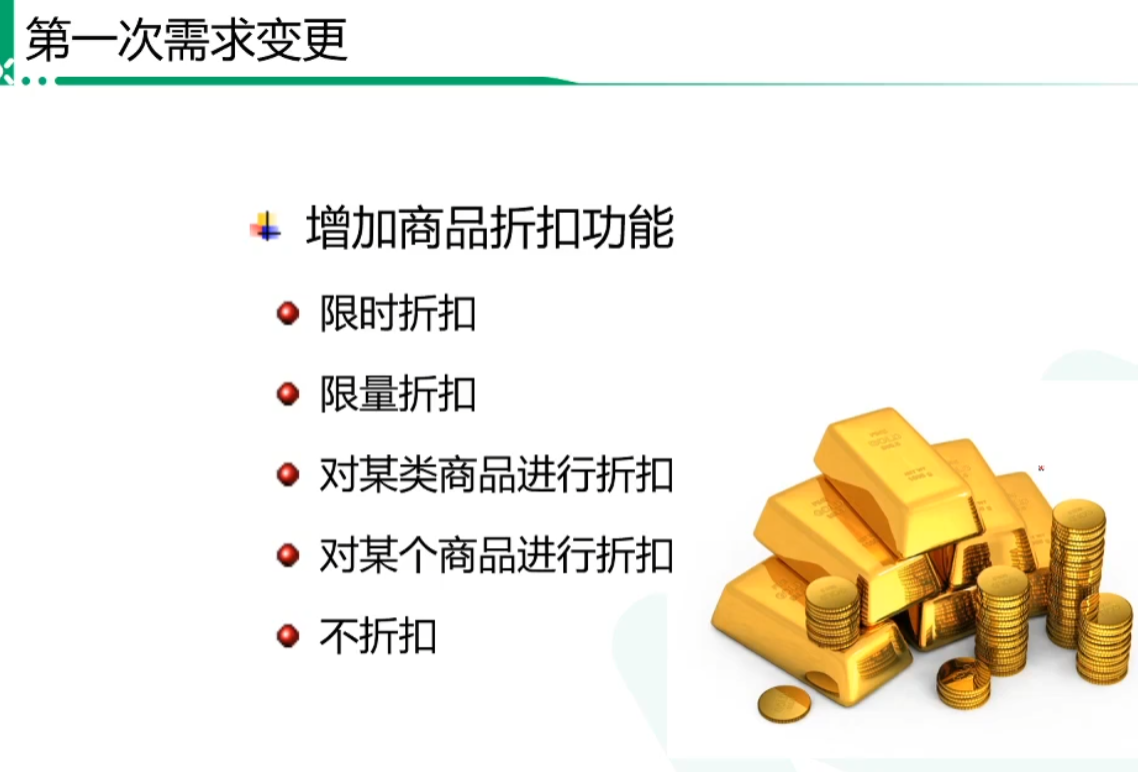 第一次需求变更
增加商品折扣功能
限时折扣
限量折扣
对某类商品进行折扣
对某个商品进行折扣
不折扣